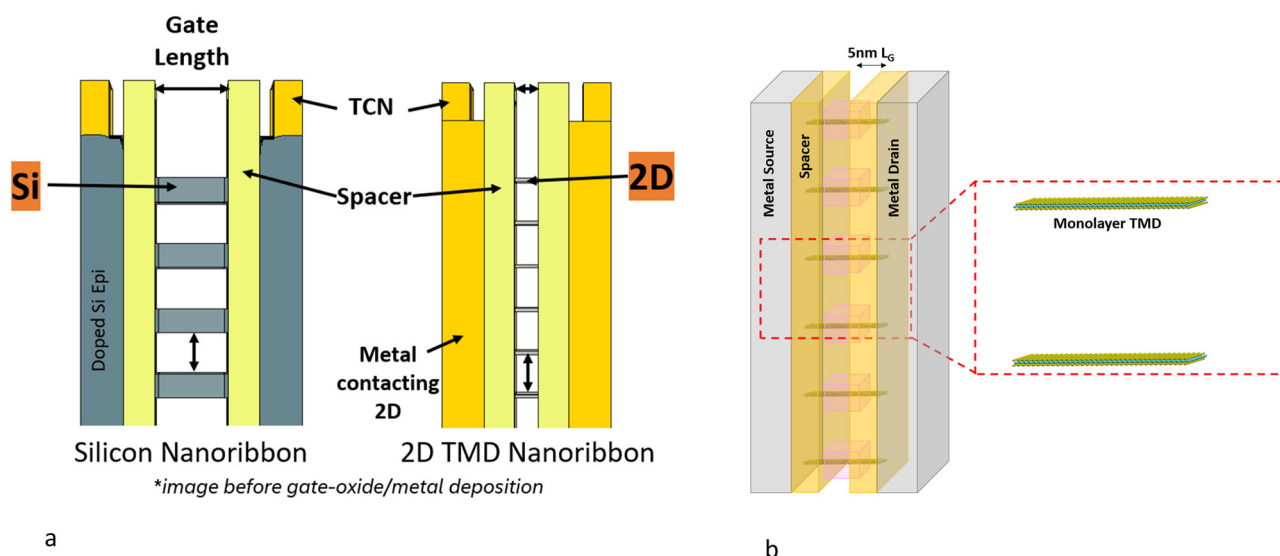 Gate
Length
TCN
Si
Spacer
2D
Doped Si Epi
Metal
contacting
2D
Silicon Nanoribbon
2D TMD Nanoribbon
*image before gate-oxide/metal deposition
a
5nm LG
Metal Source
Spacer
Metal Drain
Monolayer TMD
b